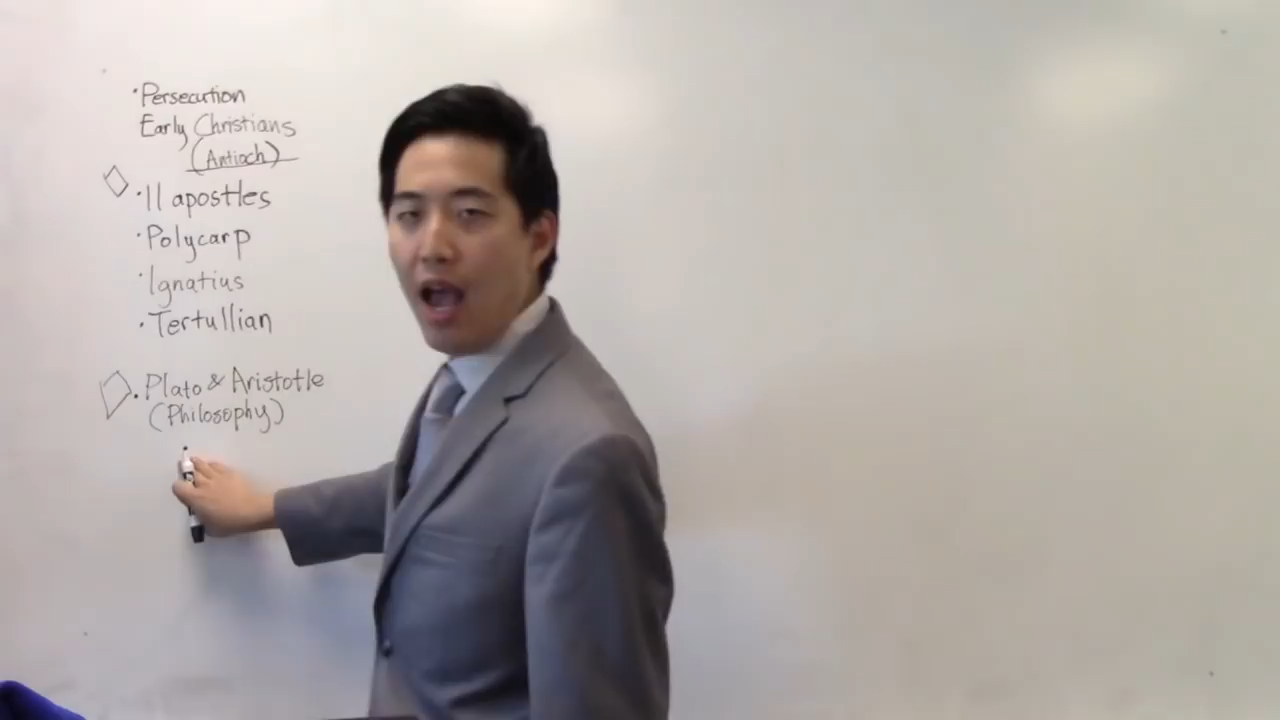 ·Persecution
Early Christians
(Antioch)
·11 apostles
·Polycarp
·Ignatius
·Tertullian
·Plato & Aristotle
(Philosophy)